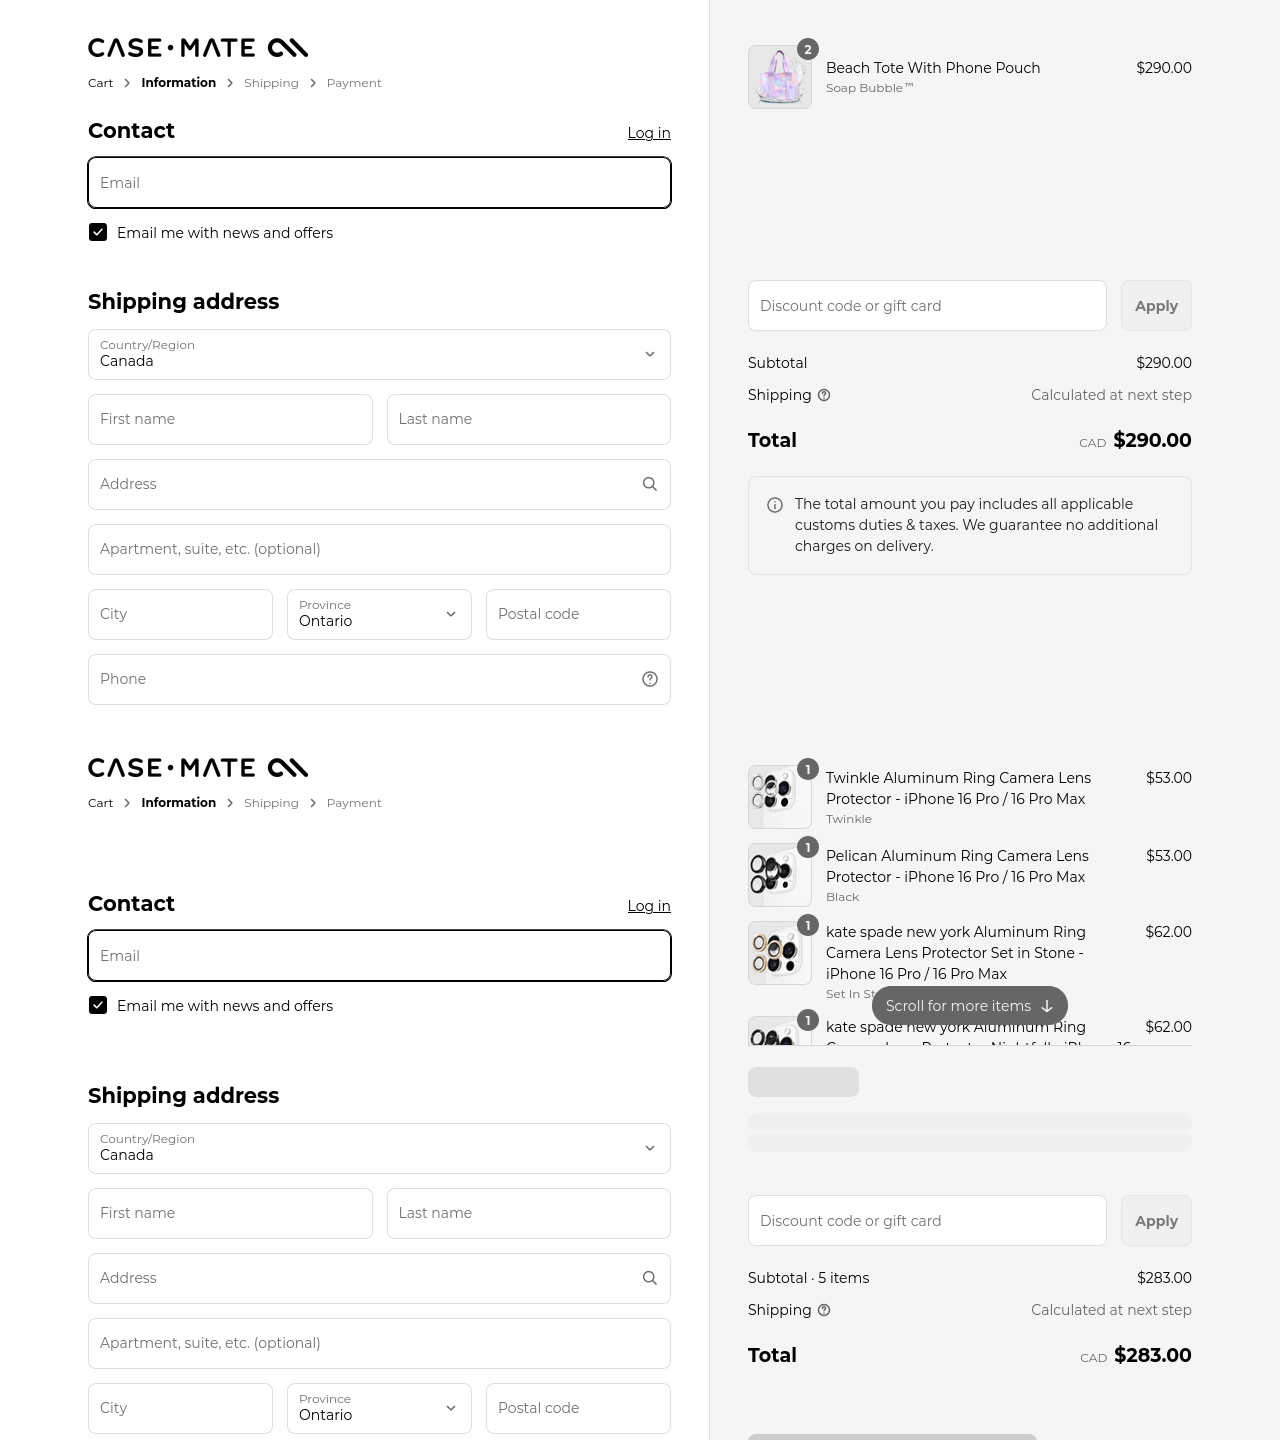 CASE•MATE
Cart > Information > Shipping > Payment
Contact
Log in
Email
Email me with news and offers
Shipping address
Country/Region
Canada
First name
Last name
Address
Apartment, suite, etc. (optional)
City
Province
Ontario
Postal code
Phone
2
Beach Tote With Phone Pouch
$290.00
Soap Bubble™
Discount code or gift card
Apply
Subtotal
$290.00
Shipping
Calculated at next step
Total
CAD $290.00
The total amount you pay includes all applicable
customs duties & taxes. We guarantee no additional
charges on delivery.
CASE•MATE
Cart > Information > Shipping > Payment
Contact
Log in
Email
Email me with news and offers
Shipping address
Country/Region
Canada
First name
Last name
Address
Apartment, suite, etc. (optional)
City
Province
Ontario
Postal code
1
Twinkle Aluminum Ring Camera Lens
Protector - iPhone 16 Pro / 16 Pro Max
$53.00
Twinkle
1
Pelican Aluminum Ring Camera Lens
Protector - iPhone 16 Pro / 16 Pro Max
$53.00
Black
1
kate spade new york Aluminum Ring
Camera Lens Protector Set in Stone -
iPhone 16 Pro / 16 Pro Max
$62.00
Set In
Scroll for more items
1
kate spade new york Aluminum Ring
$62.00
Discount code or gift card
Apply
Subtotal · 5 items
$283.00
Shipping
Calculated at next step
Total
CAD $283.00